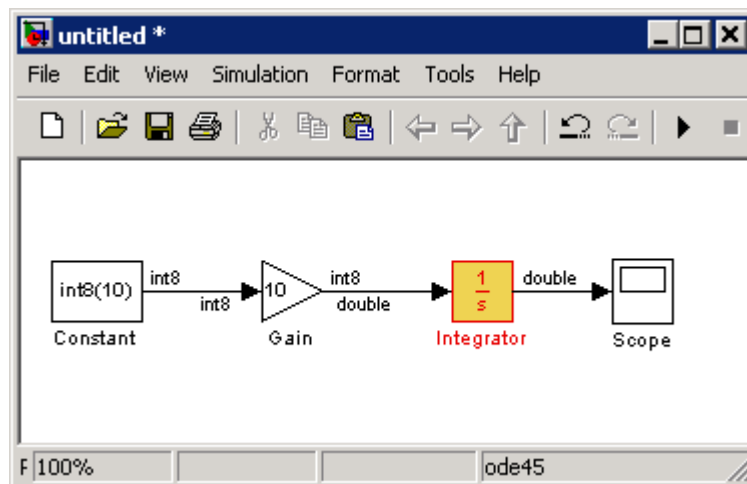 untitled *
File Edit View Simulation Format Tools Help
int8(10) int8 int8 10 int8 double 1 s double
Constant Gain Integrator Scope
F 100% ode45